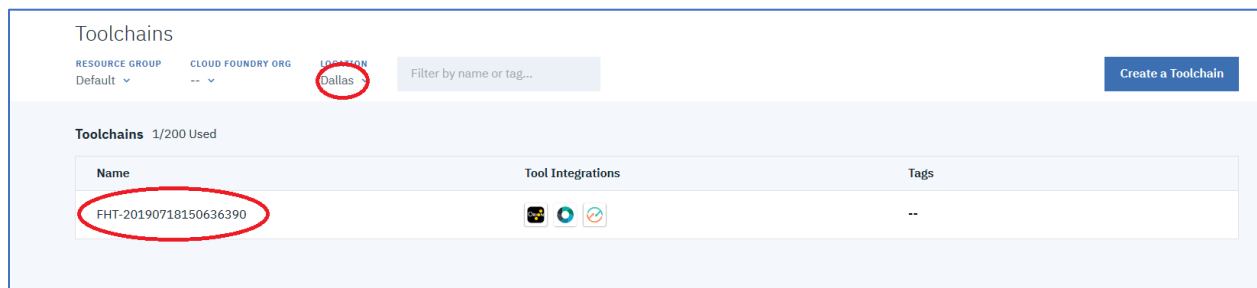 Toolchains
RESOURCE GROUP CLOUD FOUNDRY ORG LOCATION
Default -- Dallas Filter by name or tag... Create a Toolchain
Toolchains 1/200 Used
Name Tool Integrations Tags
FHT-20190718150636390 --